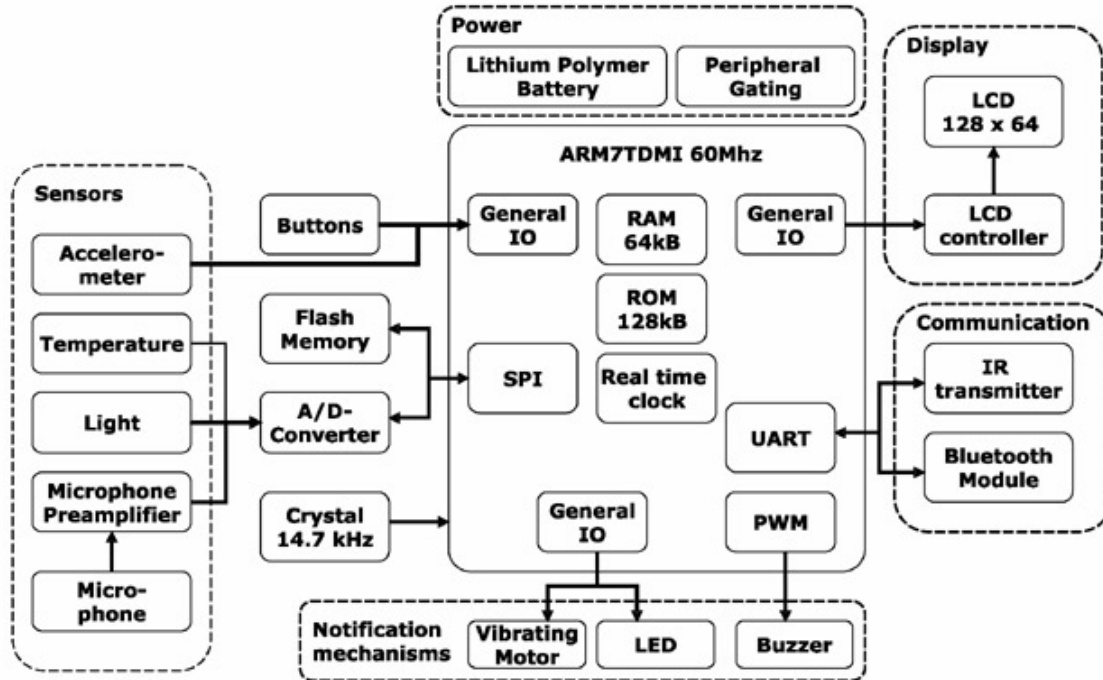 Power
Lithium Polymer
Battery
Peripheral
Gating
Display
LCD
128 x 64
LCD
controller
ARM7TDMI 60Mhz
General
IO
RAM
64kB
General
IO
ROM
128kB
SPI
Real time
clock
UART
General
IO
PWM
Sensors
Accelero-
meter
Temperature
Light
Microphone
Preamplifier
Micro-
phone
Buttons
Flash
Memory
A/D-
Converter
Crystal
14.7 kHz
Communication
IR
transmitter
Bluetooth
Module
Notification
mechanisms
Vibrating
Motor
LED
Buzzer